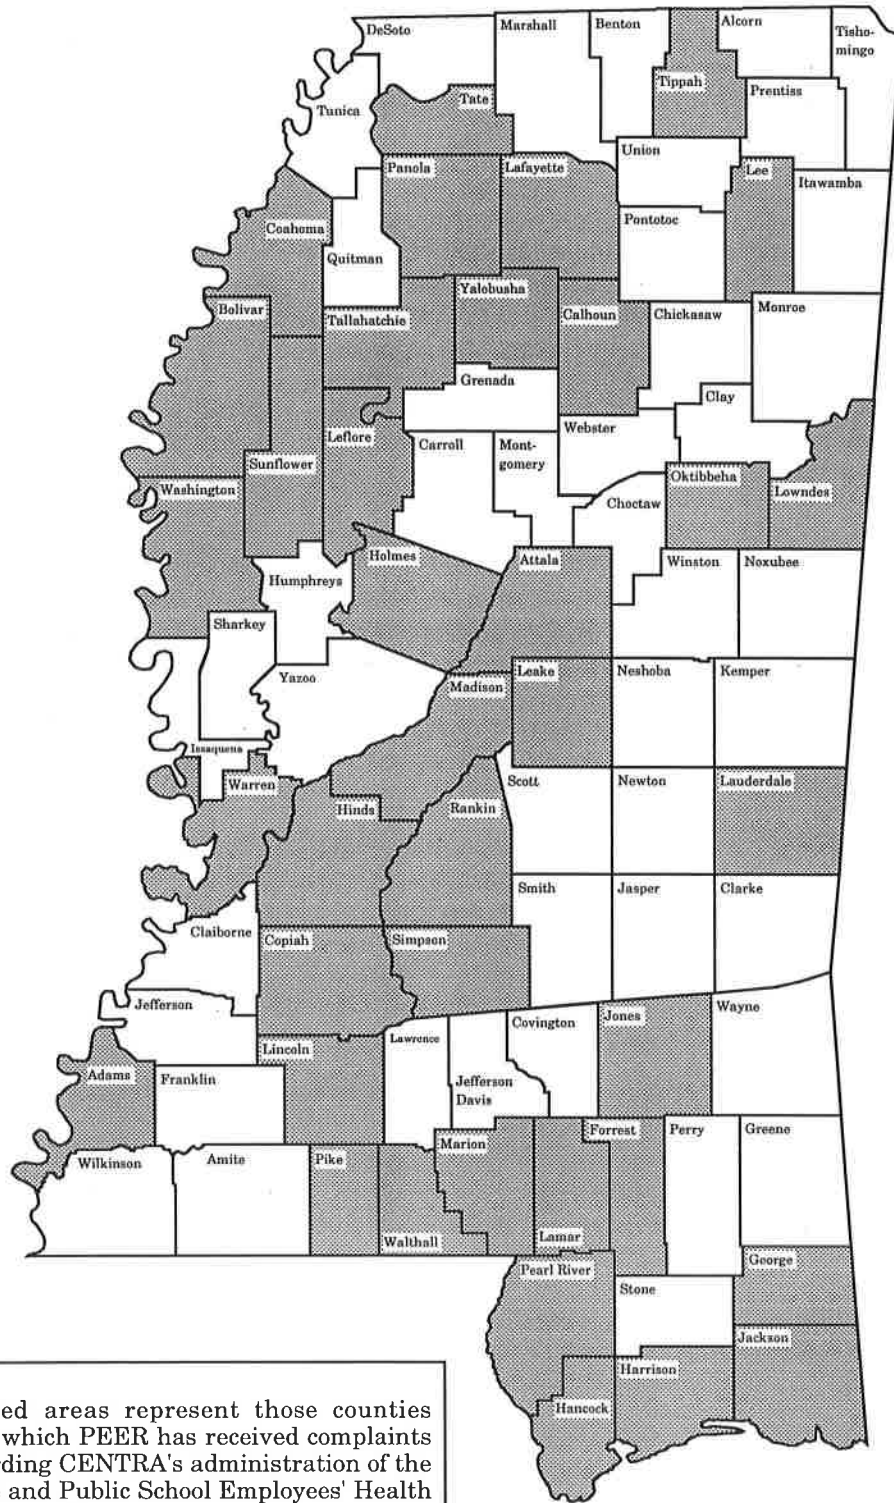 DeSoto
Marshall
Benton
Alcorn
Tisho-
mingo
Tippah
Prentiss
Tate
Tunica
Union
Panola
Lafayette
Lee
Itawamba
Coahoma
Pontotoc
Quitman
Bolivar
Tallahatchie
Yalobusha
Calhoun
Chickasaw
Monroe
Grenada
Clay
Leflore
Carroll
Mont-
gomery
Webster
Sunflower
Washington
Oktibbeha
Lowndes
Choctaw
Holmes
Attala
Winston
Noxubee
Humphreys
Sharkey
Yazoo
Madison
Leake
Neshoba
Kemper
Issaquena
Warren
Hinds
Rankin
Scott
Newton
Lauderdale
Smith
Jasper
Clarke
Claiborne
Copiah
Simpson
Jefferson
Lincoln
Lawrence
Covington
Jones
Wayne
Adams
Franklin
Jefferson
Davis
Wilkinson
Amite
Pike
Marion
Forrest
Perry
Greene
Walthall
Lamar
Pearl River
George
Stone
Jackson
Harrison
Hancock
ed areas represent those counties
which PEER has received complaints
ding CENTRA's administration of the
and Public School Employees' Health